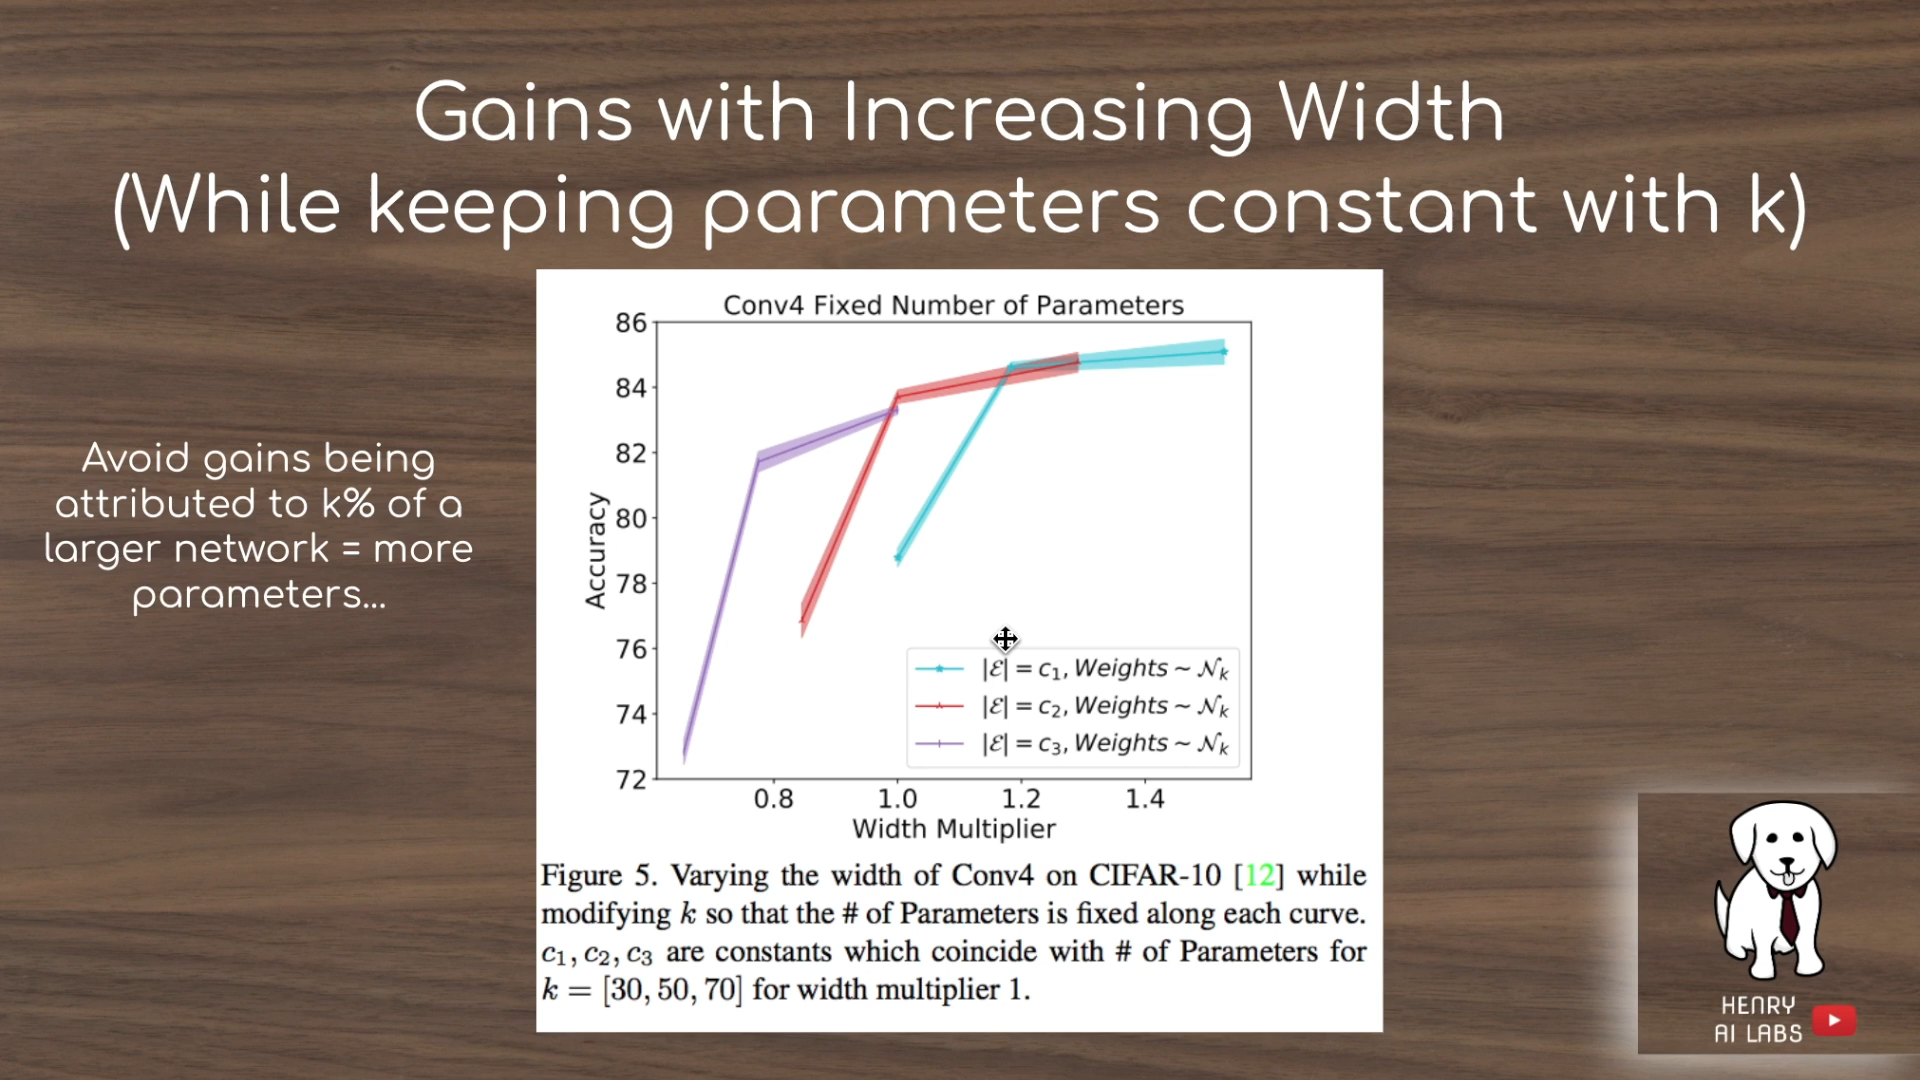 Gains with Increasing Width
(While keeping parameters constant with k)
Avoid gains being
attributed to k% of a
larger network = more
parameters...
Conv4 Fixed Number of Parameters
86
84
82
80
78
76
74
72
Accuracy
0.8 1.0 1.2 1.4
Width Multiplier
|ℰ| = c₁, Weights ~ 𝒩ₖ
|ℰ| = c₂, Weights ~ 𝒩ₖ
|ℰ| = c₃, Weights ~ 𝒩ₖ
Figure 5. Varying the width of Conv4 on CIFAR-10 [12] while
modifying k so that the # of Parameters is fixed along each curve.
c₁, c₂, c₃ are constants which coincide with # of Parameters for
k = [30, 50, 70] for width multiplier 1.
HENRY
AI LABS